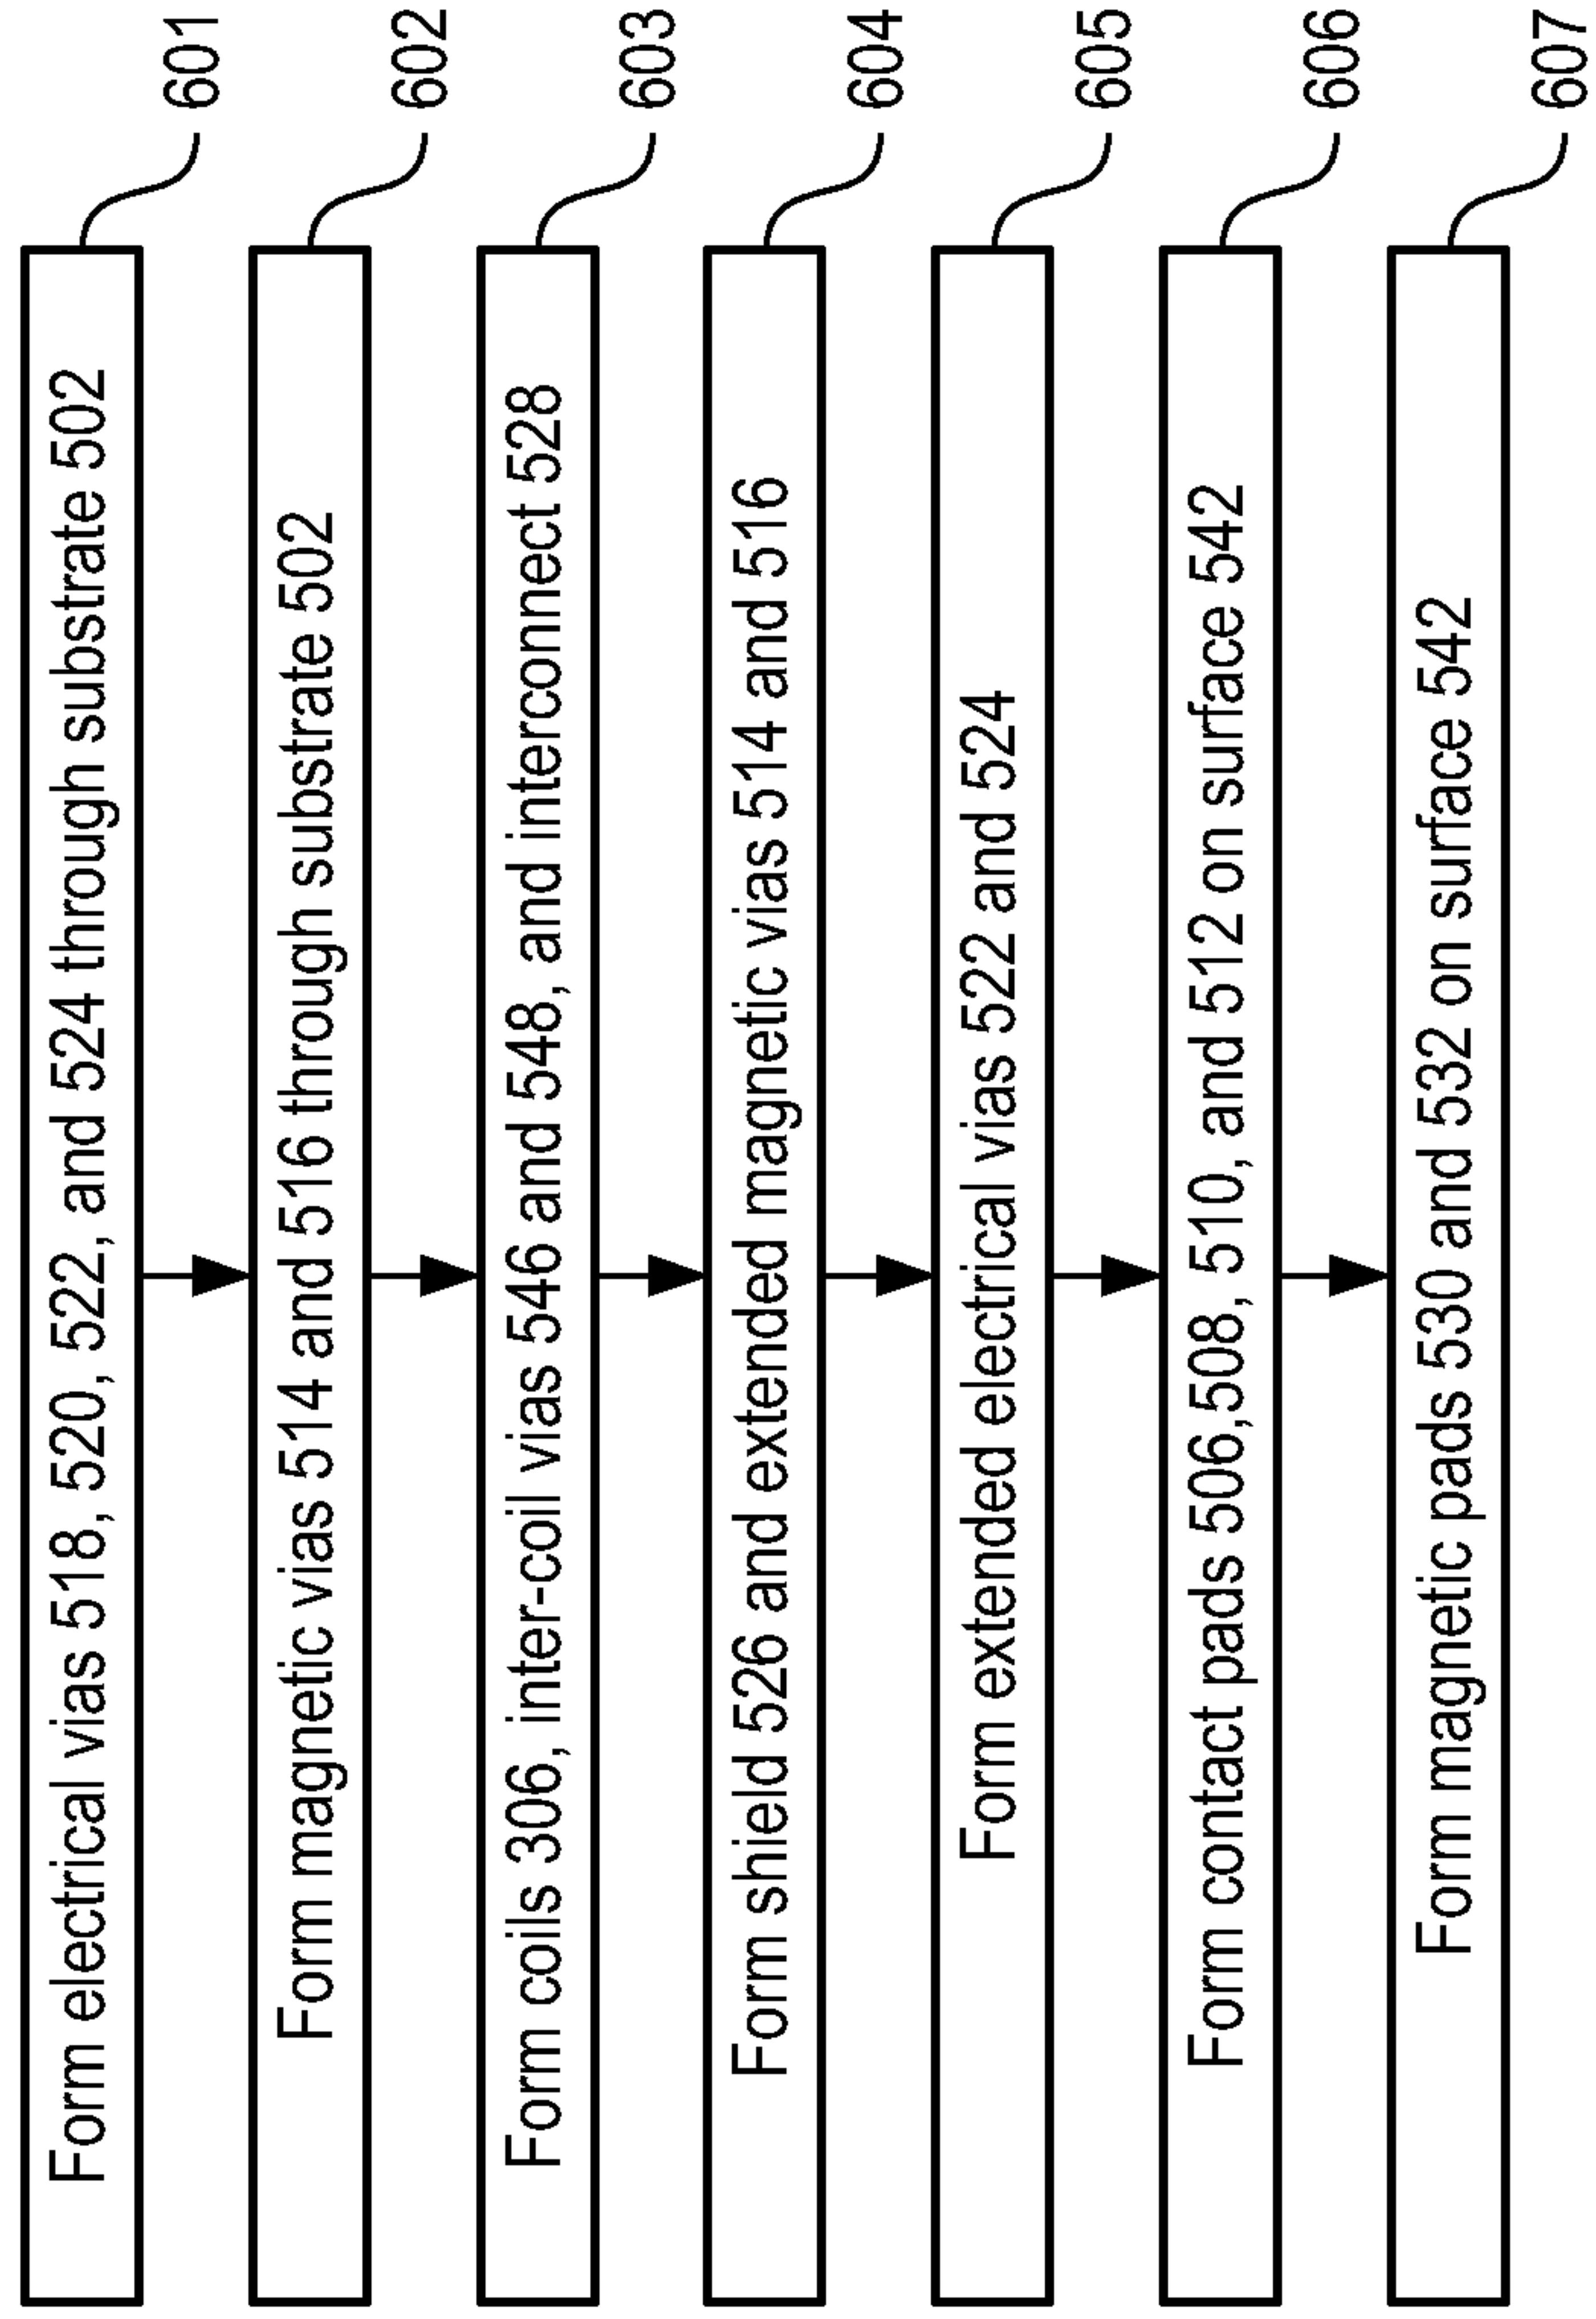 Form electrical vias 518, 520, 522, and 524 through substrate 502
601
Form magnetic vias 514 and 516 through substrate 502
602
Form coils 306, inter-coil vias 546 and 548, and interconnect 528
603
Form shield 526 and extended magnetic vias 514 and 516
604
Form extended electrical vias 522 and 524
605
Form contact pads 506,508, 510, and 512 on surface 542
606
Form magnetic pads 530 and 532 on surface 542
607